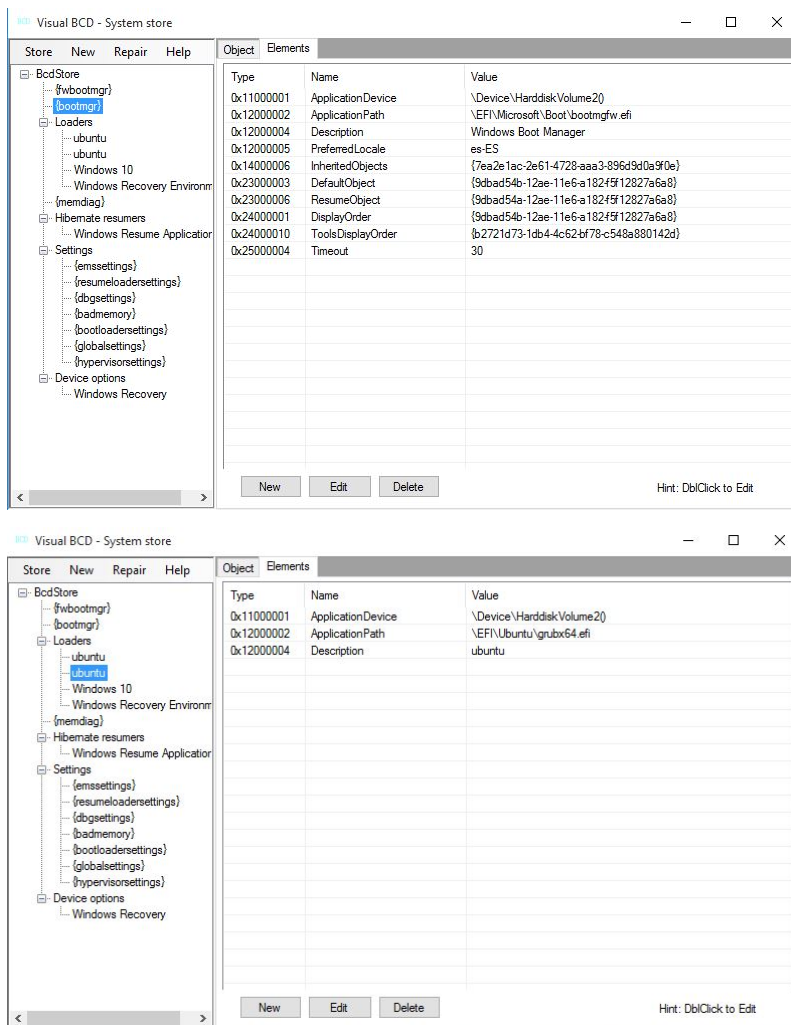 BCD Visual BCD - System store
Store New Repair Help
BcdStore
{fwbootmgr}
{bootmgr}
Loaders
ubuntu
ubuntu
Windows 10
Windows Recovery Environm
{memdiag}
Hibernate resumers
Windows Resume Applicatior
Settings
{emssettings}
{resumeloadersettings}
{dbgsettings}
{badmemory}
{bootloadersettings}
{globalsettings}
{hypervisorsettings}
Device options
Windows Recovery
Object Elements
Type Name Value
0x11000001 ApplicationDevice \Device\HarddiskVolume2()
0x12000002 ApplicationPath \EFI\Microsoft\Boot\bootmgfw.efi
0x12000004 Description Windows Boot Manager
0x12000005 PreferredLocale es-ES
0x14000006 InheritedObjects {7ea2e1ac-2e61-4728-aaa3-896d9d0a9f0e}
0x23000003 DefaultObject {9dbad54b-12ae-11e6-a182-f5f12827a6a8}
0x23000006 ResumeObject {9dbad54a-12ae-11e6-a182-f5f12827a6a8}
0x24000001 DisplayOrder {9dbad54b-12ae-11e6-a182-f5f12827a6a8}
0x24000010 ToolsDisplayOrder {b2721d73-1db4-4c62-bf78-c548a880142d}
0x25000004 Timeout 30
New Edit Delete Hint: DblClick to Edit
BCD Visual BCD - System store
Store New Repair Help
BcdStore
{fwbootmgr}
{bootmgr}
Loaders
ubuntu
ubuntu
Windows 10
Windows Recovery Environm
{memdiag}
Hibernate resumers
Windows Resume Applicatior
Settings
{emssettings}
{resumeloadersettings}
{dbgsettings}
{badmemory}
{bootloadersettings}
{globalsettings}
{hypervisorsettings}
Device options
Windows Recovery
Object Elements
Type Name Value
0x11000001 ApplicationDevice \Device\HarddiskVolume2()
0x12000002 ApplicationPath \EFI\Ubuntu\grubx64.efi
0x12000004 Description ubuntu
New Edit Delete Hint: DblClick to Edit